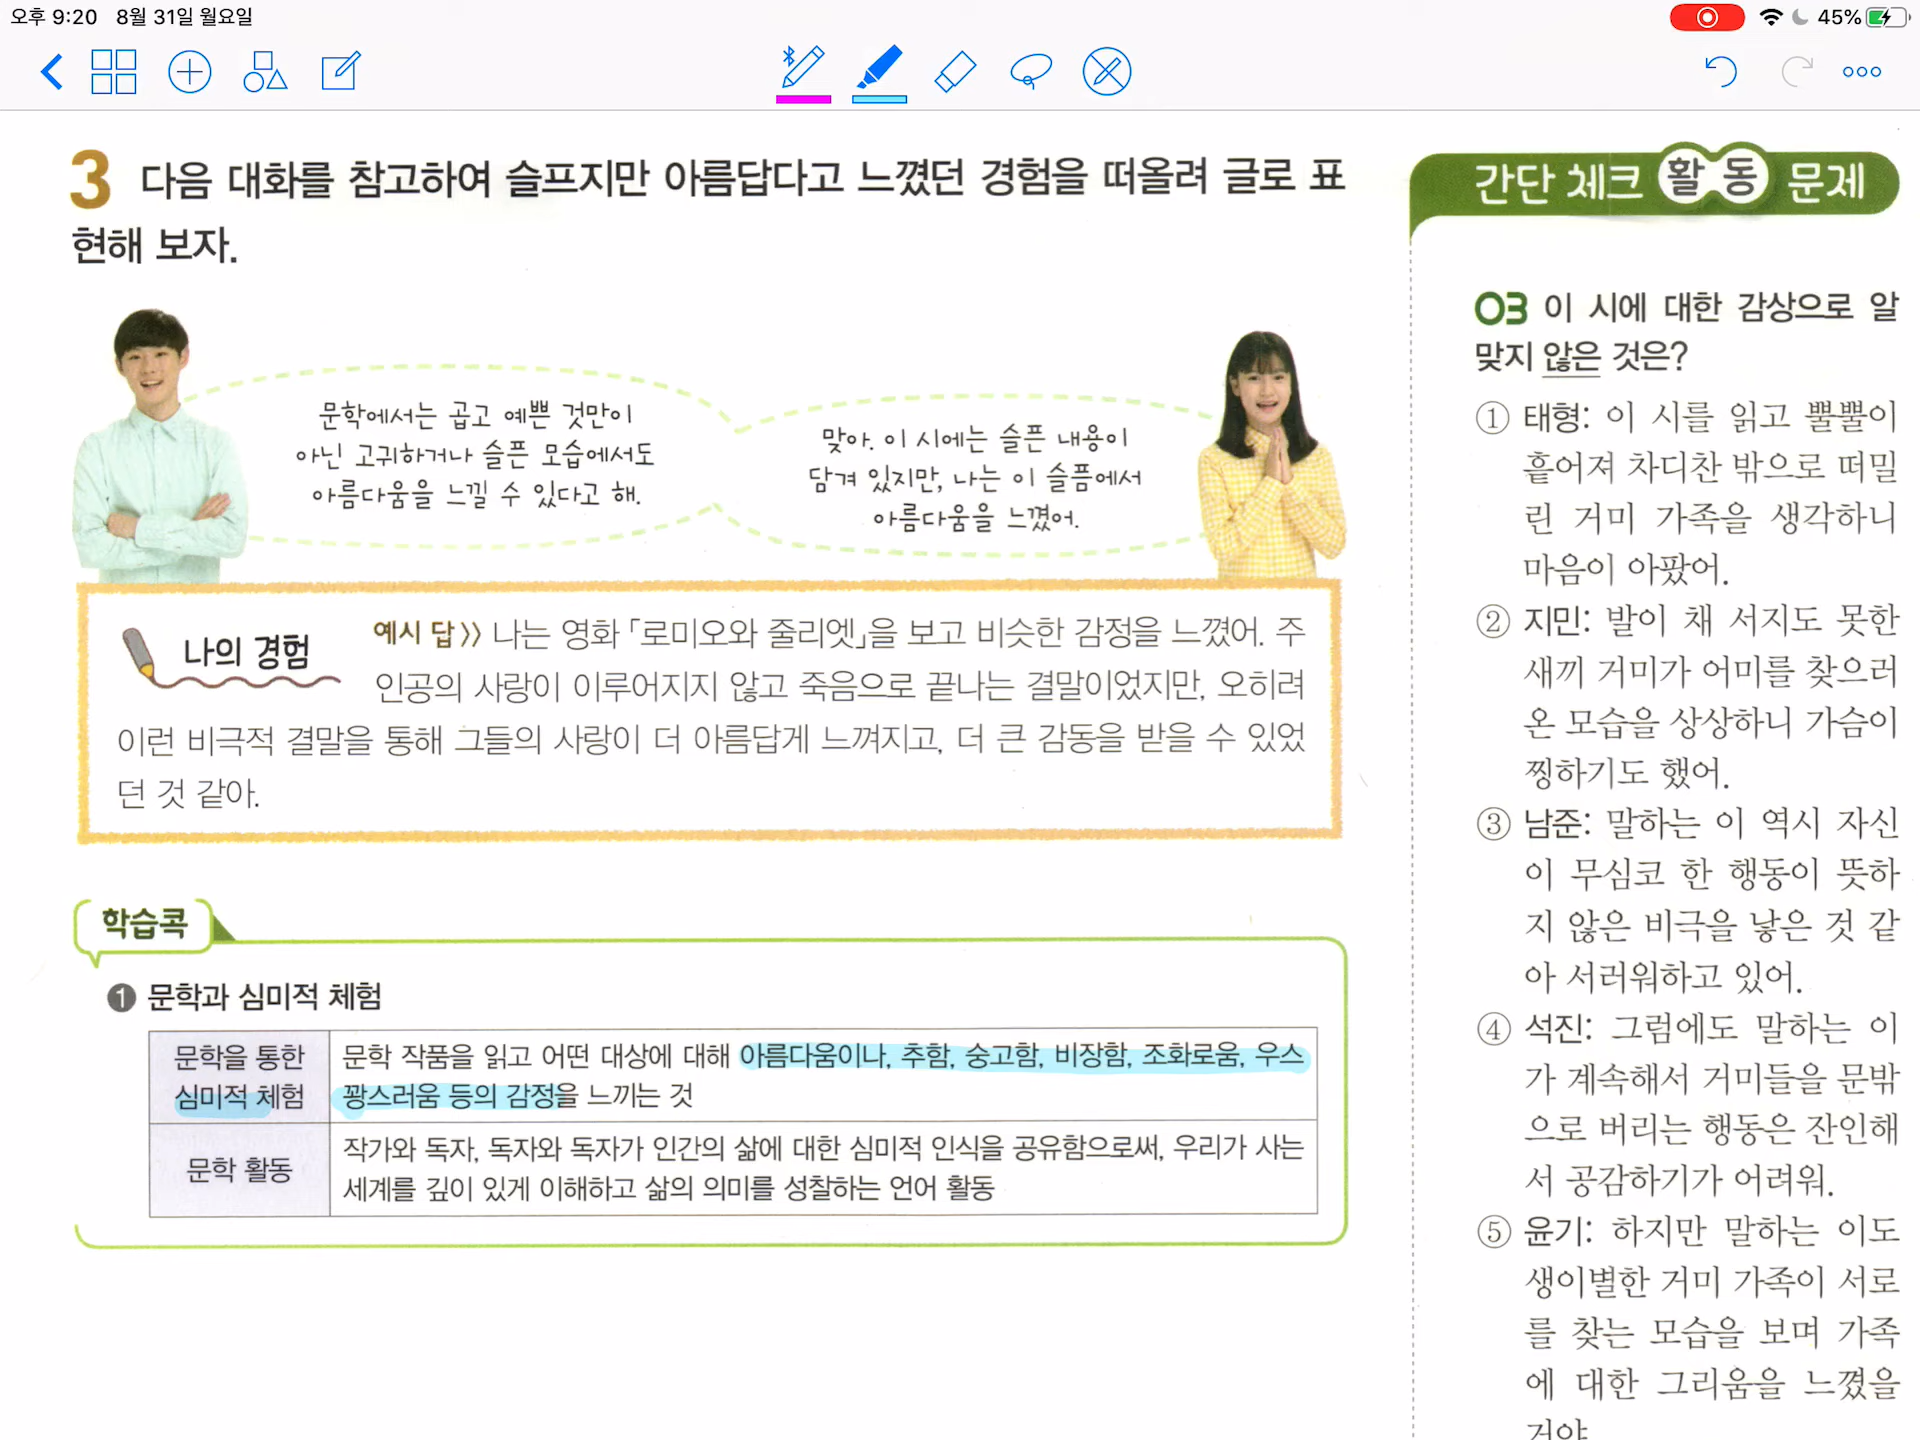 오후 9:20 8월 31일 월요일
45%
3 다음 대화를 참고하여 슬프지만 아름답다고 느꼈던 경험을 떠올려 글로 표
현해 보자.
문학에서는 곱고 예쁜 것만이
아닌 고귀하거나 슬픈 모습에서도
아름다움을 느낄 수 있다고 해.
맞아. 이 시에는 슬픈 내용이
담겨 있지만, 나는 이 슬픔에서
아름다움을 느꼈어.
나의 경험
예시 답》 나는 영화 「로미오와 줄리엣」을 보고 비슷한 감정을 느꼈어. 주
인공의 사랑이 이루어지지 않고 죽음으로 끝나는 결말이었지만, 오히려
이런 비극적 결말을 통해 그들의 사랑이 더 아름답게 느껴지고, 더 큰 감동을 받을 수 있었
던 것 같아.
학습콕
❶ 문학과 심미적 체험
문학을 통한
심미적 체험
문학 작품을 읽고 어떤 대상에 대해 아름다움이나, 추함, 숭고함, 비장함, 조화로움, 우스
꽝스러움 등의 감정을 느끼는 것
문학 활동
작가와 독자, 독자와 독자가 인간의 삶에 대한 심미적 인식을 공유함으로써, 우리가 사는
세계를 깊이 있게 이해하고 삶의 의미를 성찰하는 언어 활동
간단 체크 활동 문제
03 이 시에 대한 감상으로 알
맞지 않은 것은?
① 태형: 이 시를 읽고 뿔뿔이
흩어져 차디찬 밖으로 떠밀
린 거미 가족을 생각하니
마음이 아팠어.
② 지민: 발이 채 서지도 못한
새끼 거미가 어미를 찾으러
온 모습을 상상하니 가슴이
찡하기도 했어.
③ 남준: 말하는 이 역시 자신
이 무심코 한 행동이 뜻하
지 않은 비극을 낳은 것 같
아 서러워하고 있어.
④ 석진: 그럼에도 말하는 이
가 계속해서 거미들을 문밖
으로 버리는 행동은 잔인해
서 공감하기가 어려워.
⑤ 윤기: 하지만 말하는 이도
생이별한 거미 가족이 서로
를 찾는 모습을 보며 가족
에 대한 그리움을 느꼈을
거야